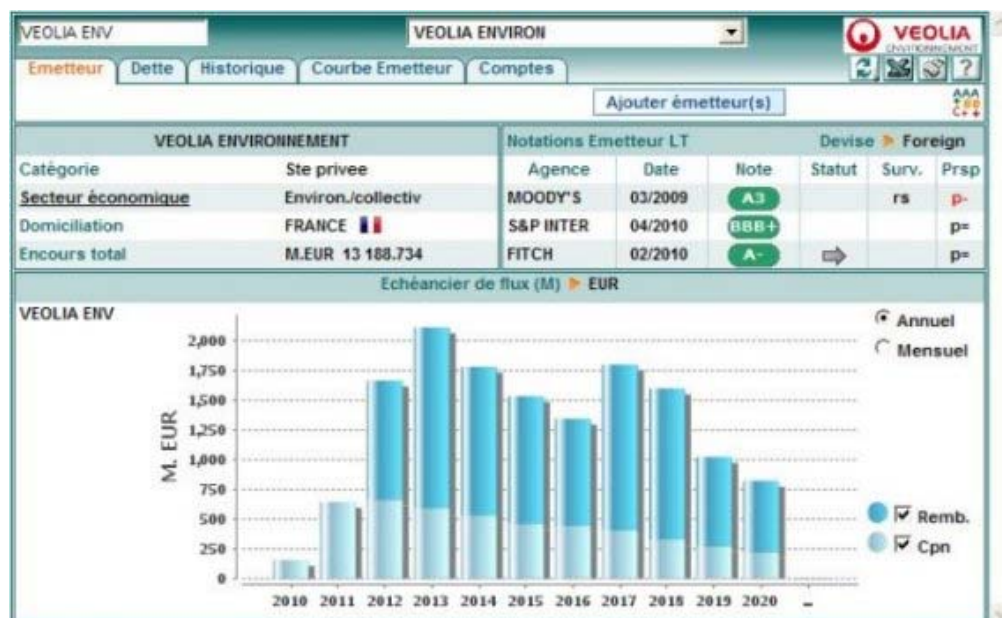 VEOLIA ENV
VEOLIA ENVIRON
VEOLIA
ENVIRONNEMENT
Emetteur Dette Historique Courbe Emetteur Comptes
?
Ajouter émetteur(s)
AAA
C++
VEOLIA ENVIRONNEMENT
Notations Emetteur LT Devise Foreign
Catégorie Ste privee
Agence Date Note Statut Surv. Prsp
Secteur économique Environ./collectiv
MOODY'S 03/2009 A3 rs p-
Domiciliation FRANCE
S&P INTER 04/2010 BBB+ p=
Encours total M.EUR 13 188.734
FITCH 02/2010 A- p=
Echéancier de flux (M) EUR
VEOLIA ENV
Annuel
Mensuel
M. EUR
2,000
1,750
1,500
1,250
1,000
750
500
250
0
Remb.
Cpn
2010 2011 2012 2013 2014 2015 2016 2017 2018 2019 2020 _